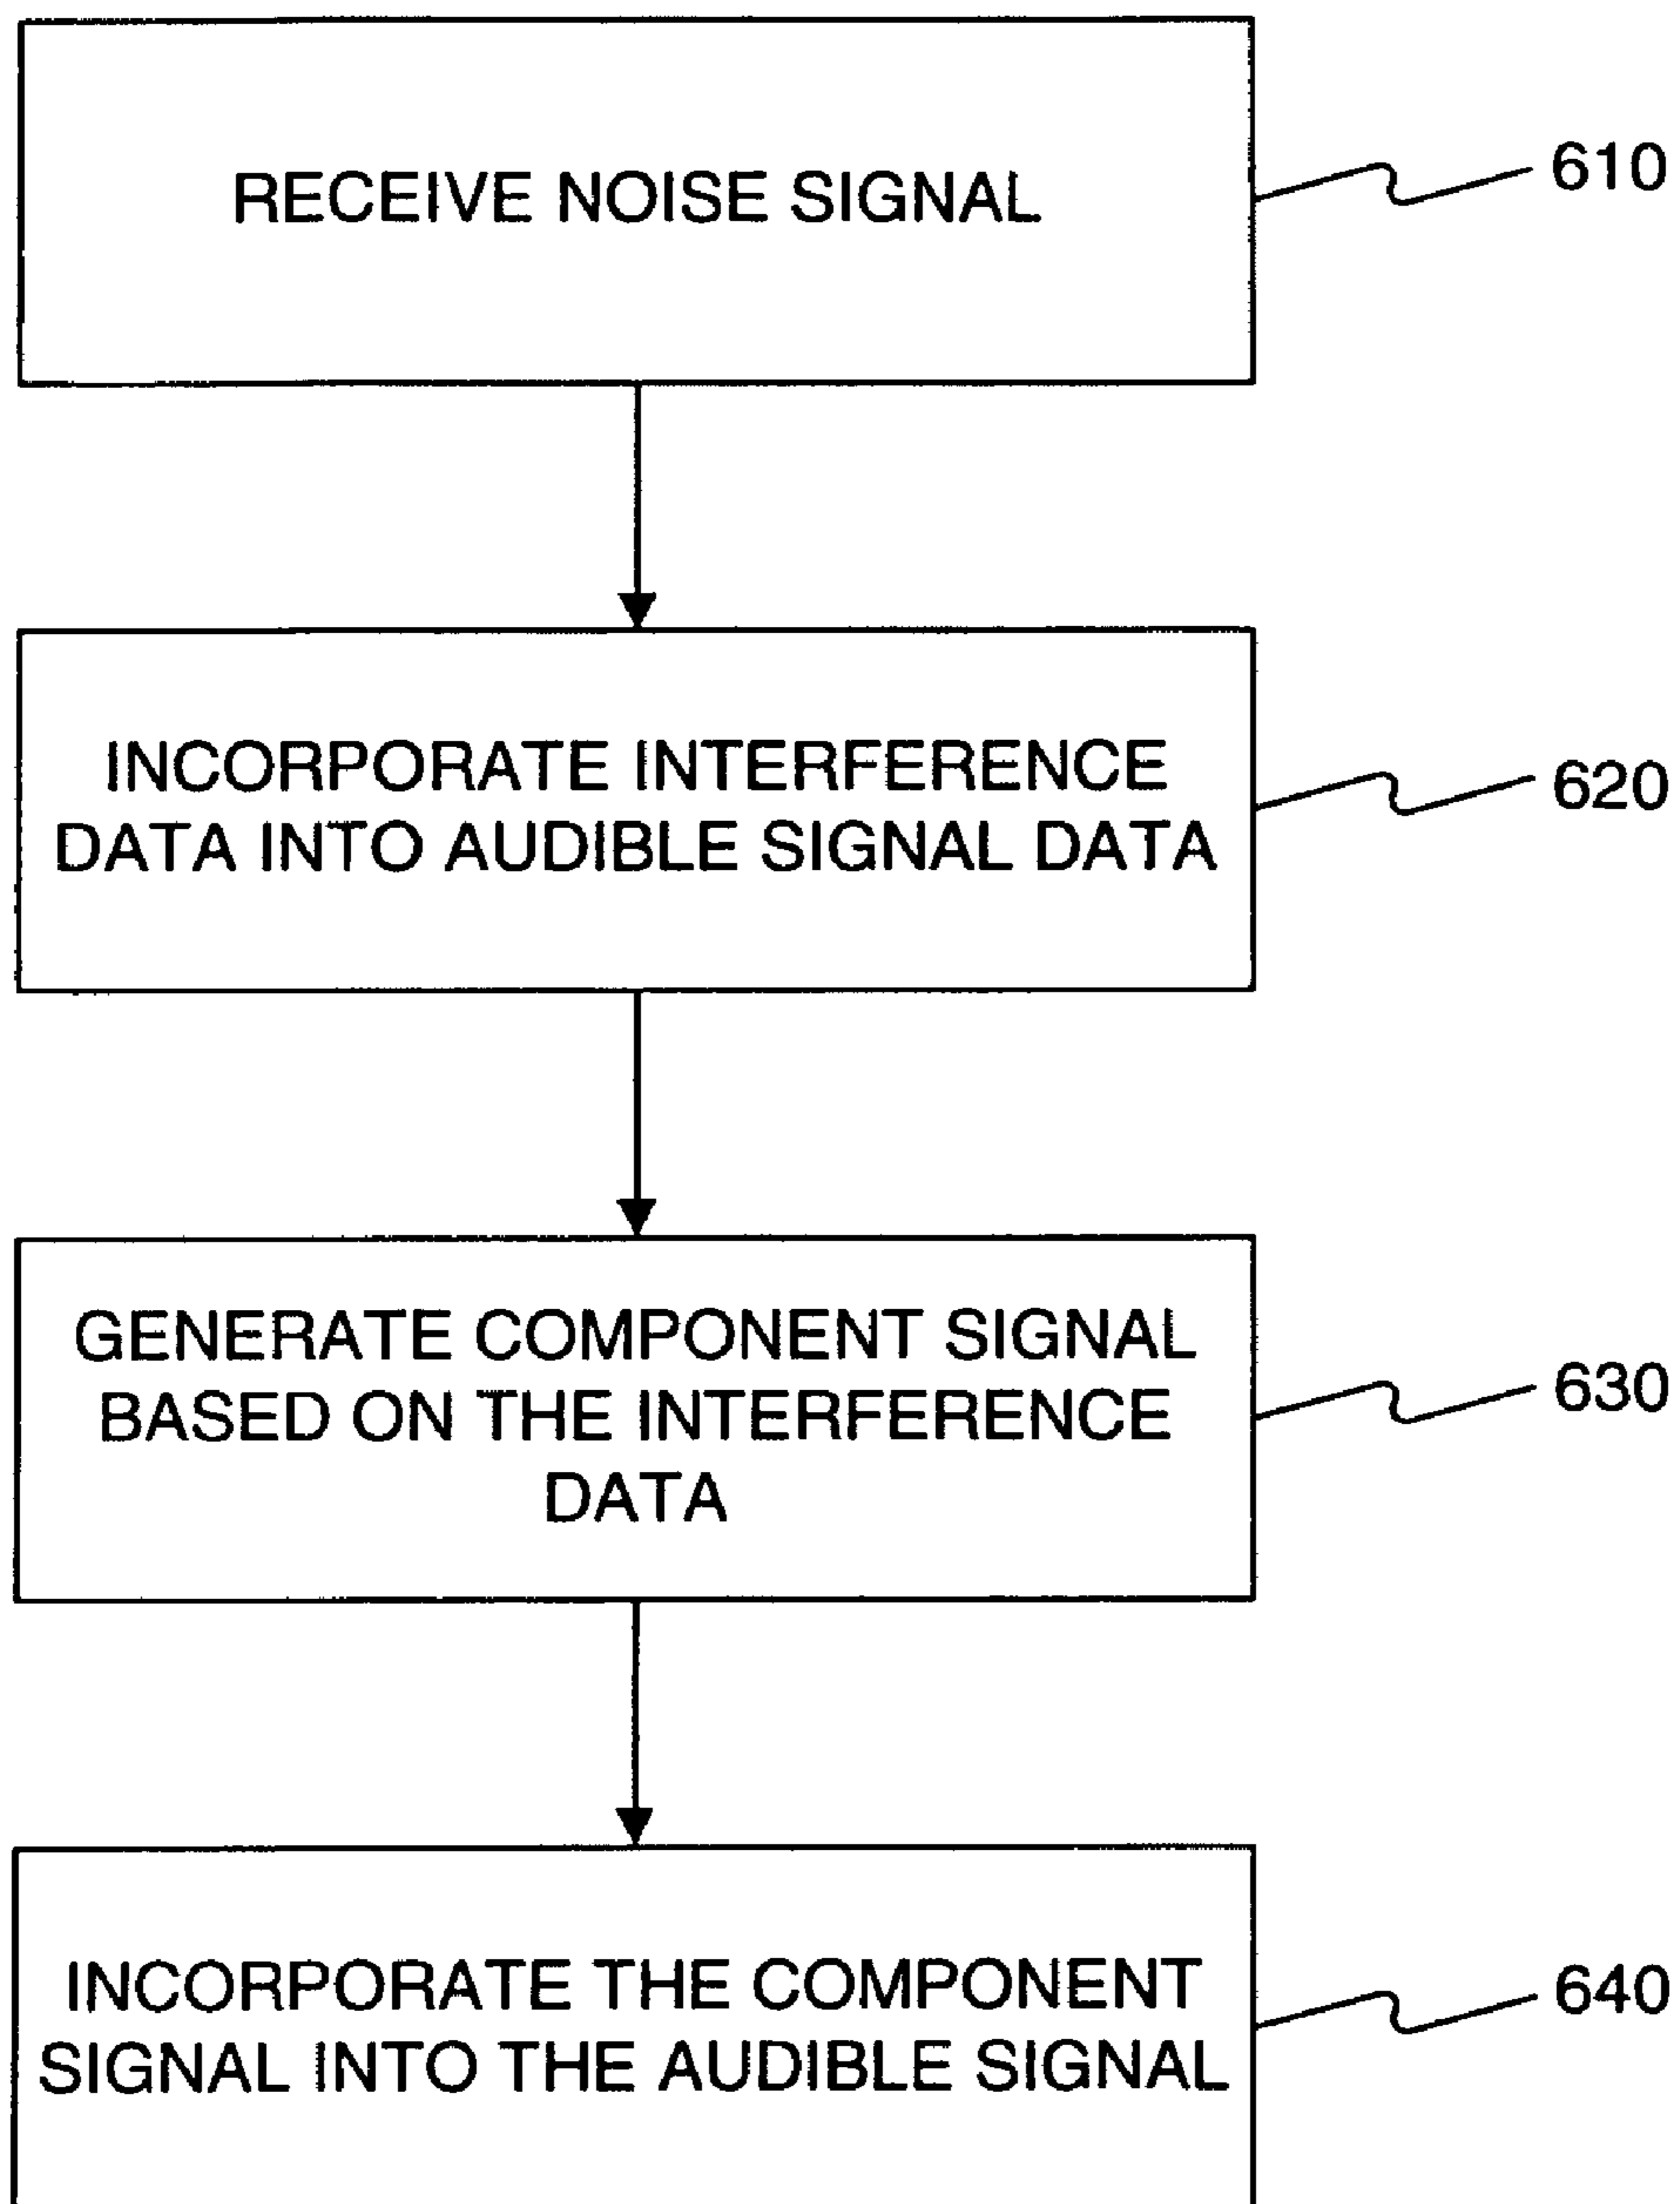 RECEIVE NOISE SIGNAL
610
INCORPORATE INTERFERENCE
DATA INTO AUDIBLE SIGNAL DATA
620
GENERATE COMPONENT SIGNAL
BASED ON THE INTERFERENCE
DATA
630
INCORPORATE THE COMPONENT
SIGNAL INTO THE AUDIBLE SIGNAL
640